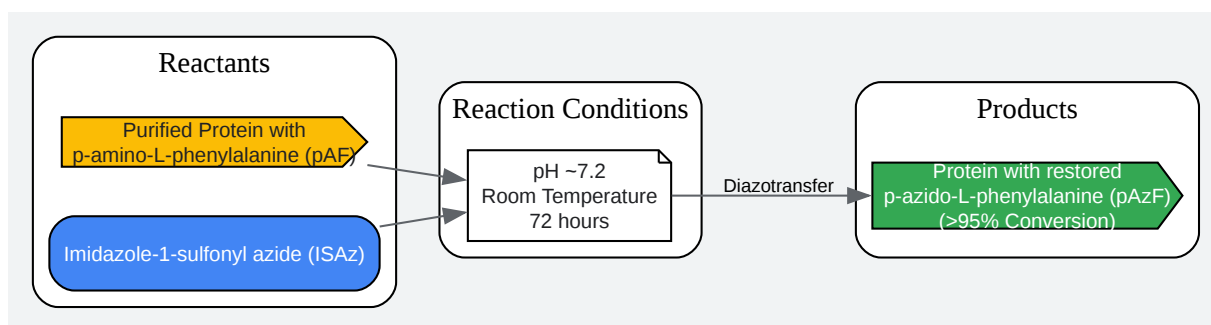 Reactants
Purified Protein with
p-amino-L-phenylalanine (pAF)
Imidazole-1-sulfonyl azide (ISAz)
Reaction Conditions
pH ~7.2
Room Temperature
72 hours
Diazotransfer
Products
Protein with restored
p-azido-L-phenylalanine (pAzF)
(>95% Conversion)